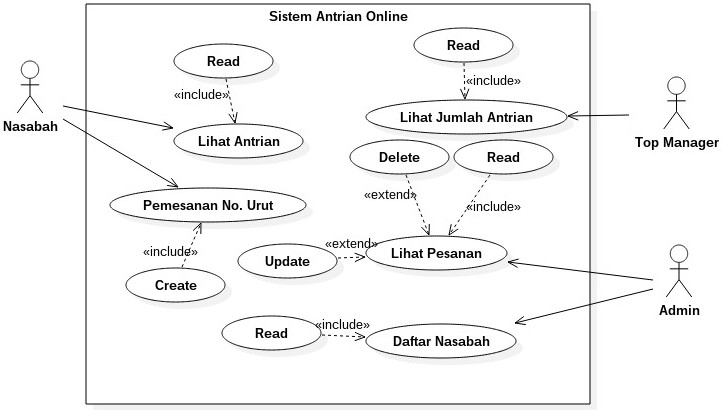 Sistem Antrian Online
Read
Read
«include»
«include»
Nasabah
Lihat Antrian
Lihat Jumlah Antrian
Top Manager
Delete
Read
«extend»
«include»
Pemesanan No. Urut
«include»
«extend»
Update
Lihat Pesanan
Create
Admin
Read
«include»
Daftar Nasabah